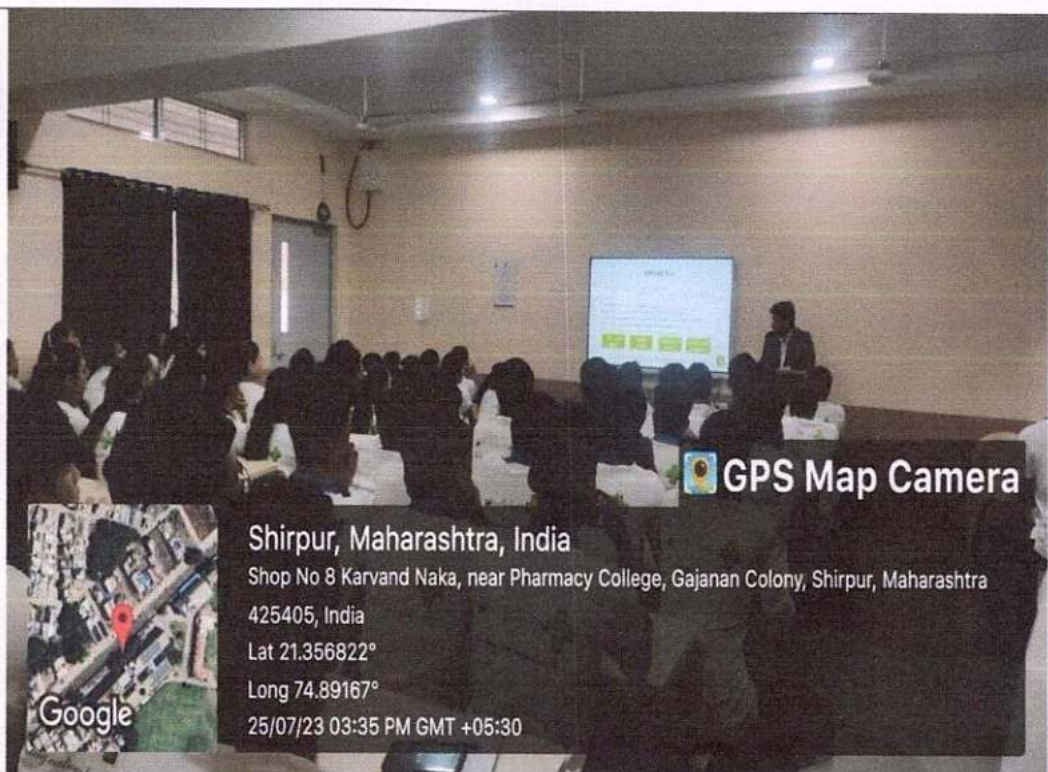 GPS Map Camera
Shirpur, Maharashtra, India
Shop No 8 Karvand Naka, near Pharmacy College, Gajanan Colony, Shirpur, Maharashtra
425405, India
Lat 21.356822°
Long 74.89167°
25/07/23 03:35 PM GMT +05:30
Google